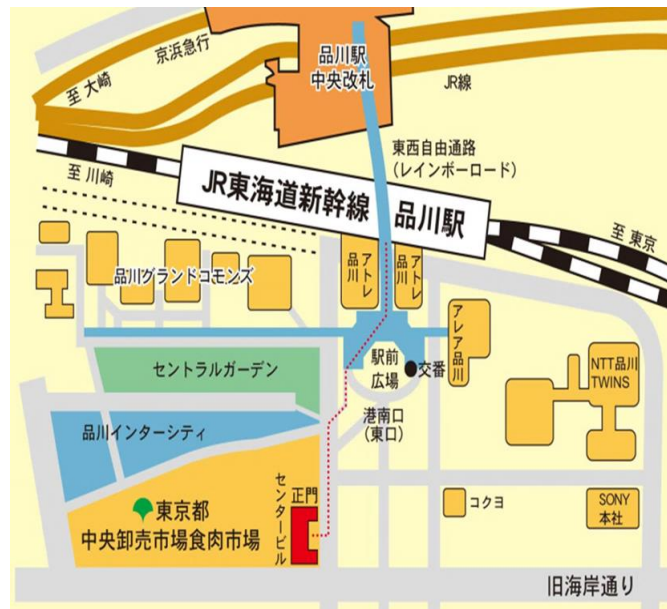 京浜急行
至 大崎
品川駅
中央改札
JR線
東西自由通路
（レインボーロード）
至 川崎
JR東海道新幹線 品川駅
至 東京
アトレ
品川
アトレ
品川
品川グランドコモンズ
アレア品川
駅前
広場
交番
NTT品川
TWINS
セントラルガーデン
港南口
（東口）
品川インターシティ
センタービル
正門
東京都
中央卸売市場食肉市場
コクヨ
SONY
本社
旧海岸通り